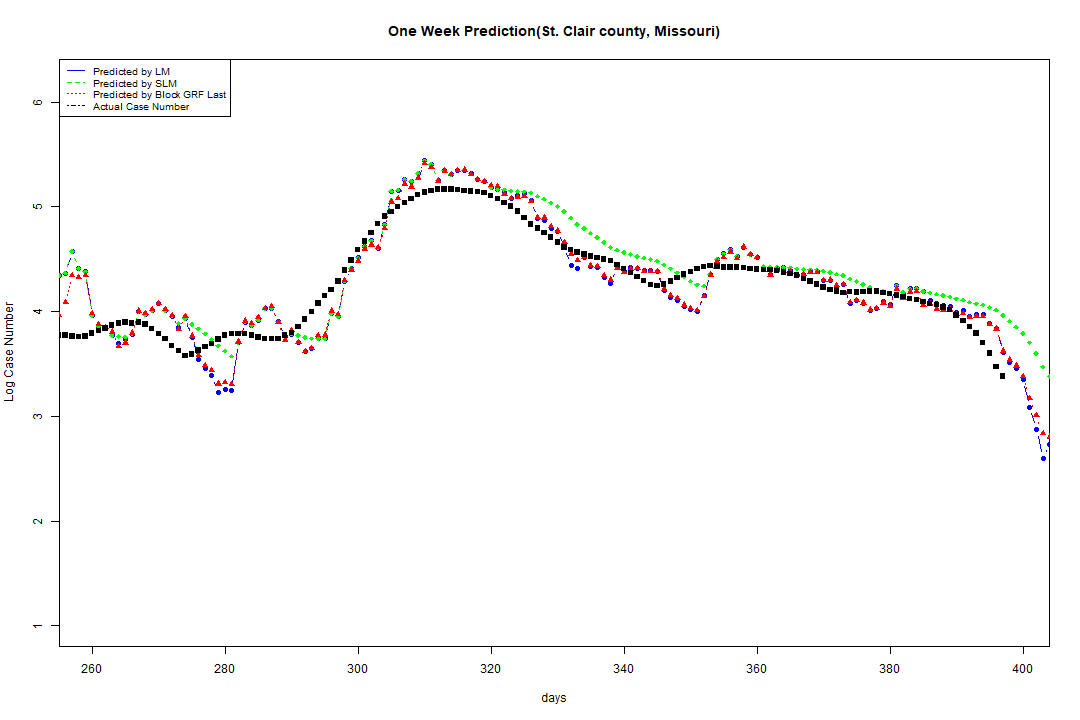 One Week Prediction(St. Clair county, Missouri)
Predicted by LM
Predicted by SLM
Predicted by Block GRF Last
Actual Case Number
6
5
4
3
2
1
Log Case Number
260 280 300 320 340 360 380 400
days